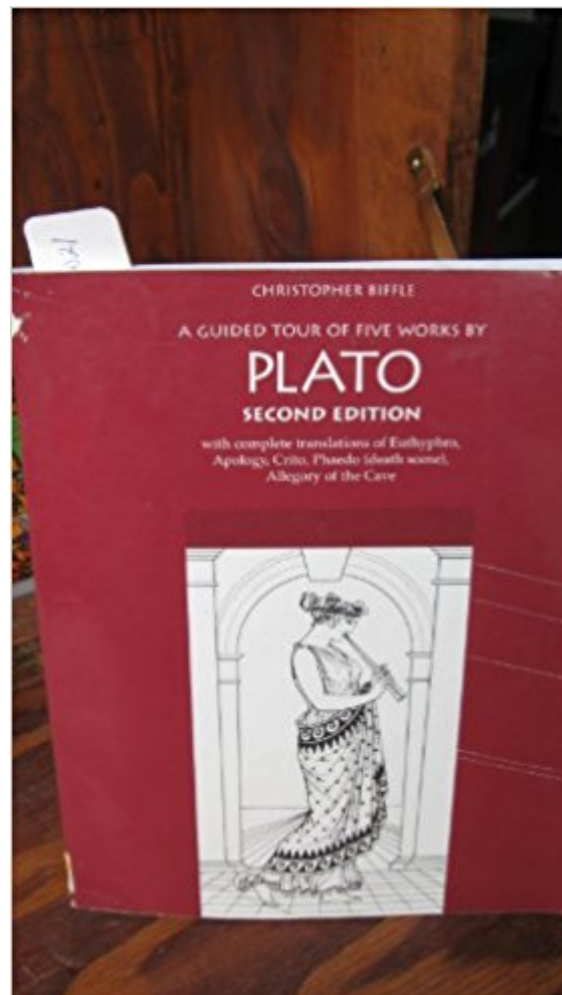 CHRISTOPHER BIFFLE
A GUIDED TOUR OF FIVE WORKS BY
PLATO
SECOND EDITION
with complete translations of Euthyphro,
Apology, Crito, Phaedo (death scene),
Allegory of the Cave